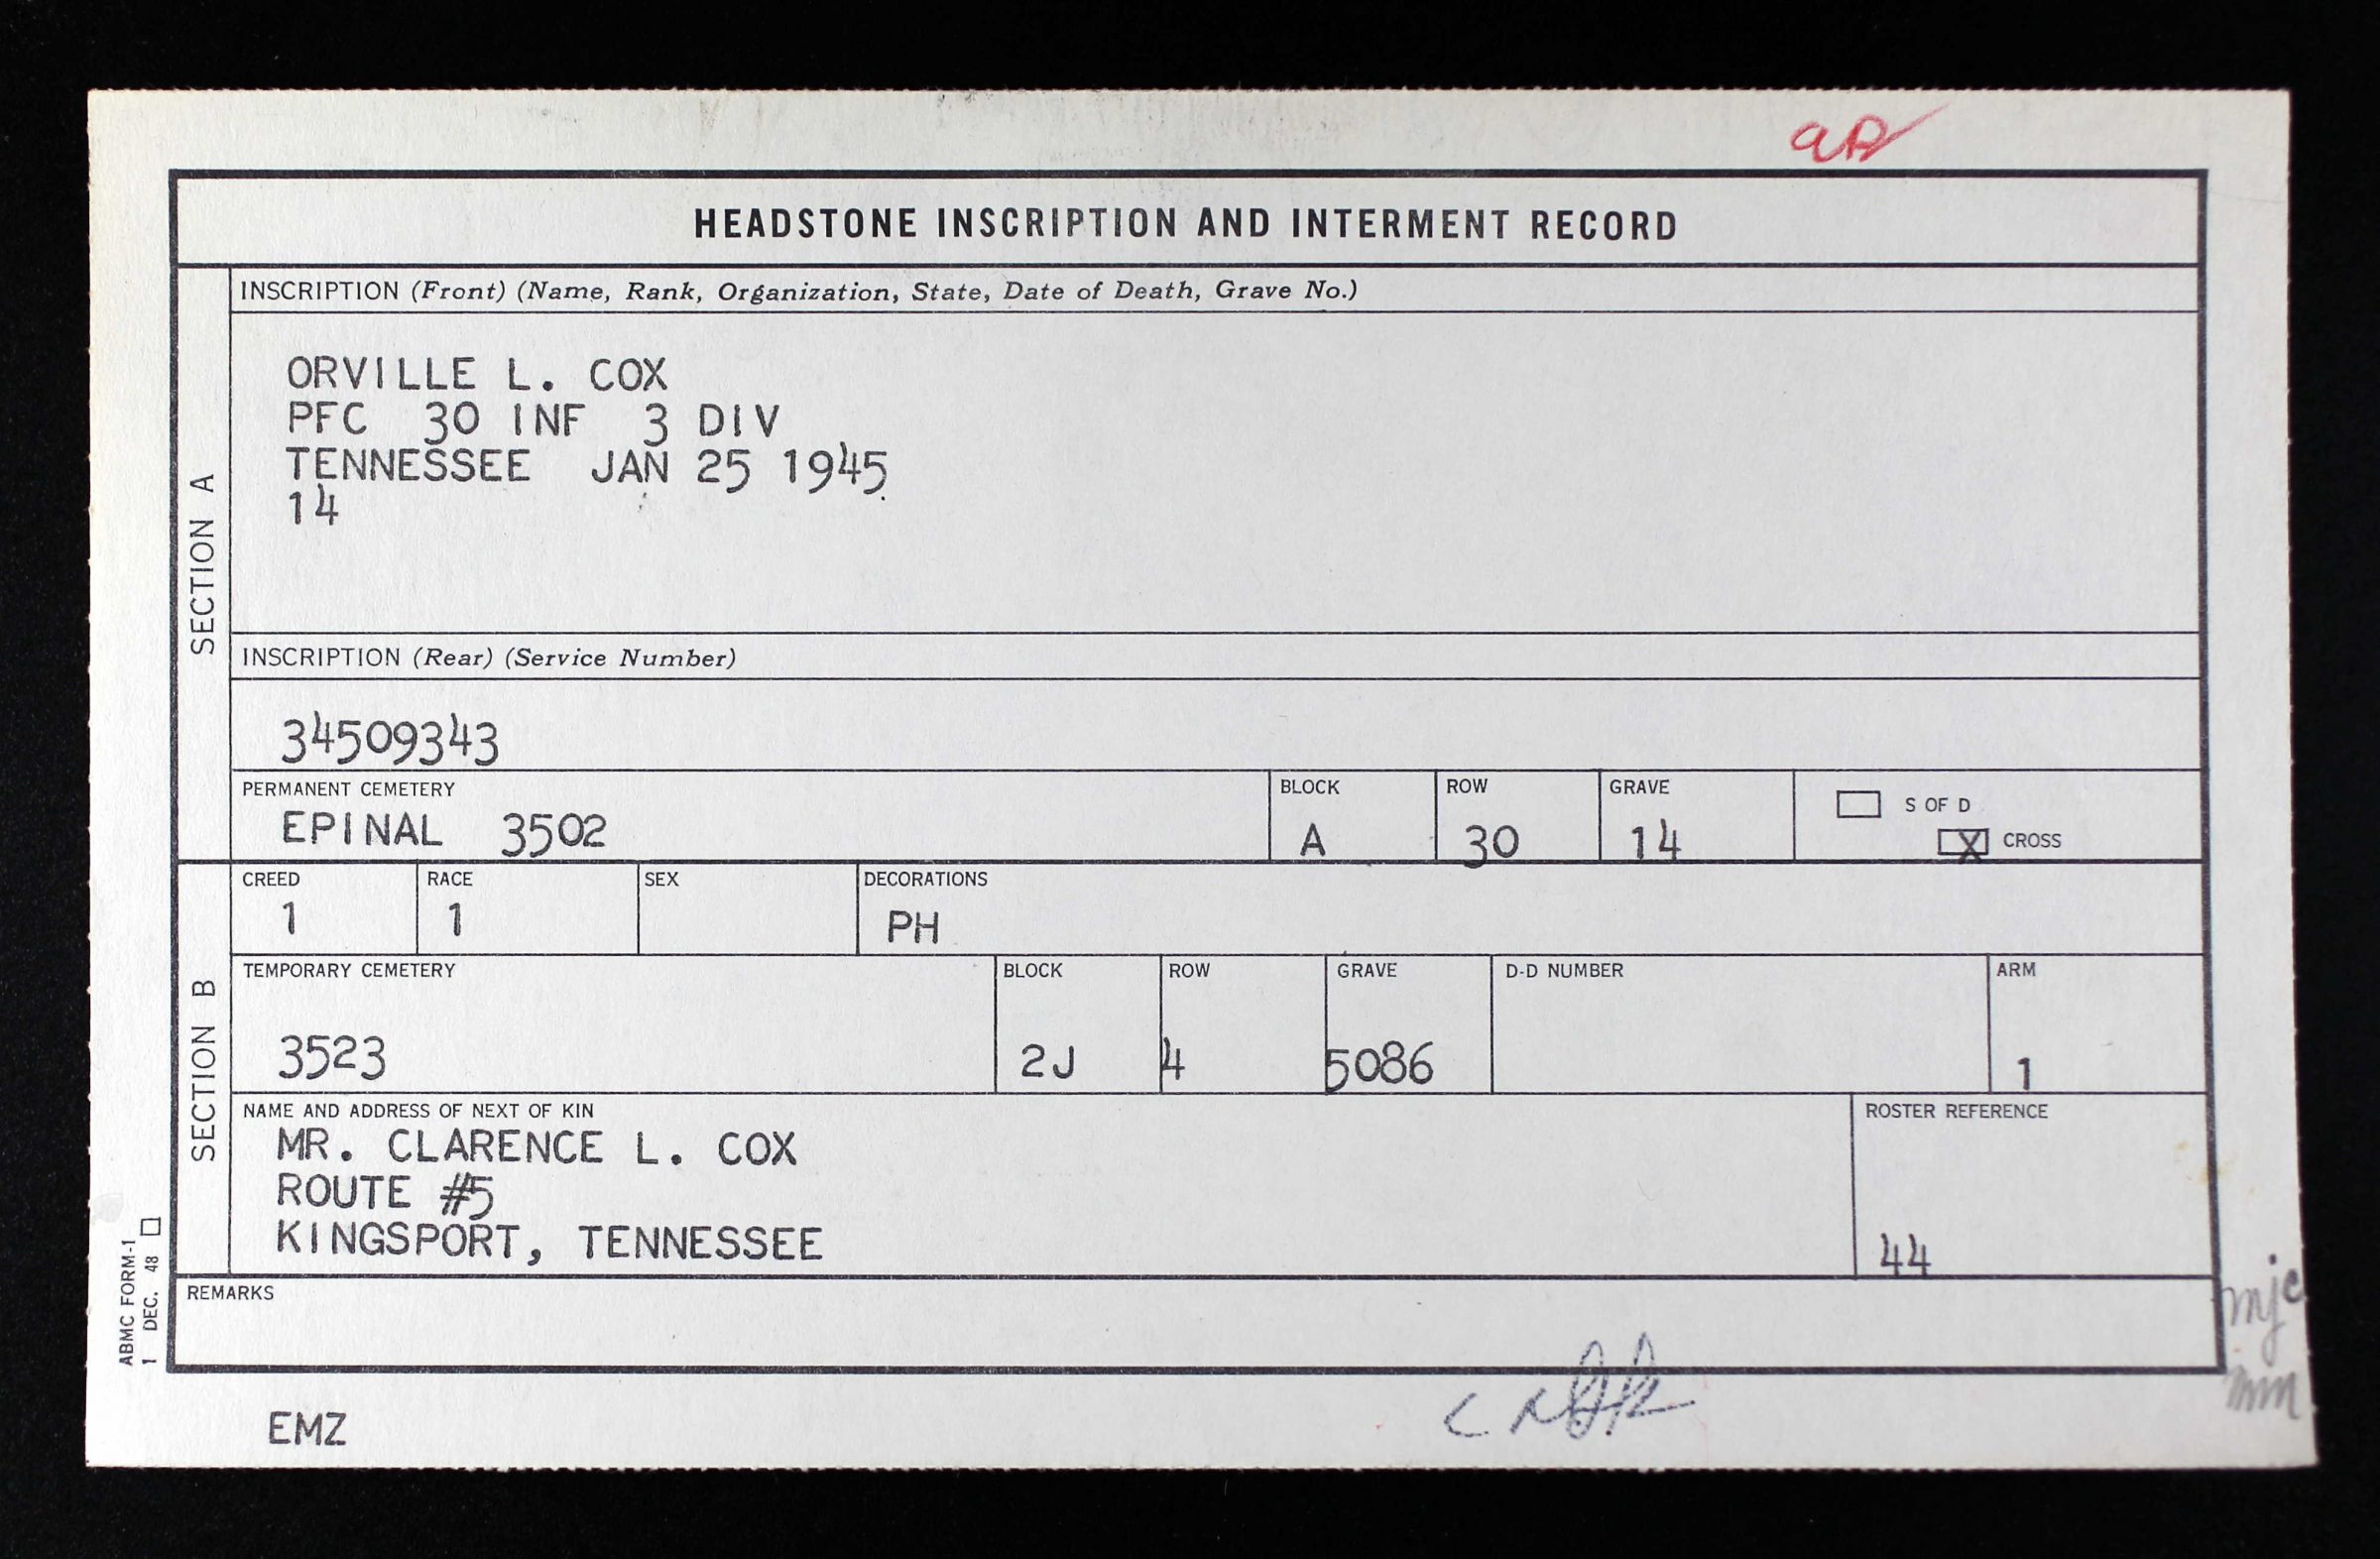 HEADSTONE INSCRIPTION AND INTERMENT RECORD
SECTION A
INSCRIPTION (Front) (Name, Rank, Organization, State, Date of Death, Grave No.)
ORVILLE L. COX
PFC 30 INF 3 DIV
TENNESSEE JAN 25 1945
14
INSCRIPTION (Rear) (Service Number)
34509343
PERMANENT CEMETERY BLOCK ROW GRAVE
EPINAL 3502 A 30 14
S OF D
X CROSS
SECTION B
CREED RACE SEX DECORATIONS
1 1 PH
TEMPORARY CEMETERY BLOCK ROW GRAVE D-D NUMBER ARM
3523 2J 4 5086 1
NAME AND ADDRESS OF NEXT OF KIN ROSTER REFERENCE
MR. CLARENCE L. COX
ROUTE #5
KINGSPORT, TENNESSEE 44
REMARKS
ABMC FORM-1
1 DEC. 48
mje
mm
EMZ